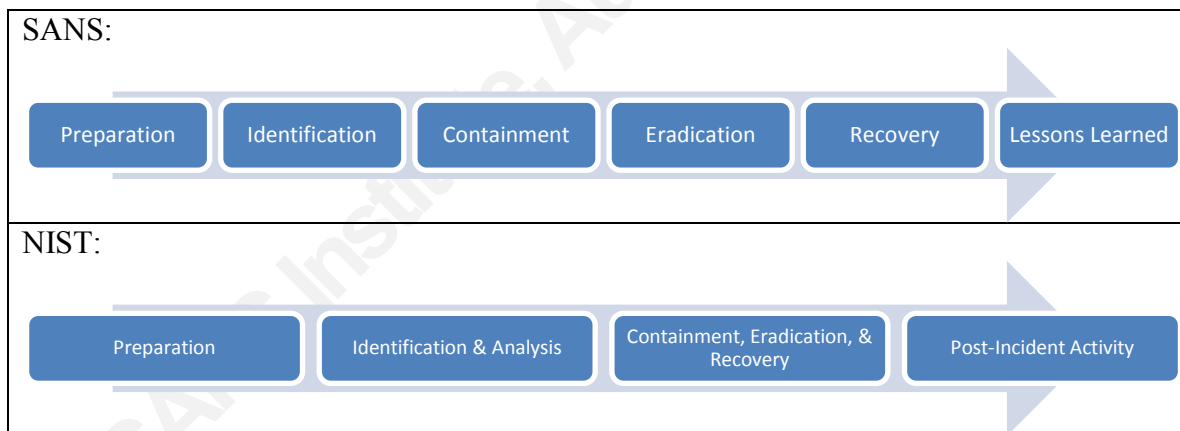 SANS:
Preparation
Identification
Containment
Eradication
Recovery
Lessons Learned
NIST:
Preparation
Identification & Analysis
Containment, Eradication, &
Recovery
Post-Incident Activity